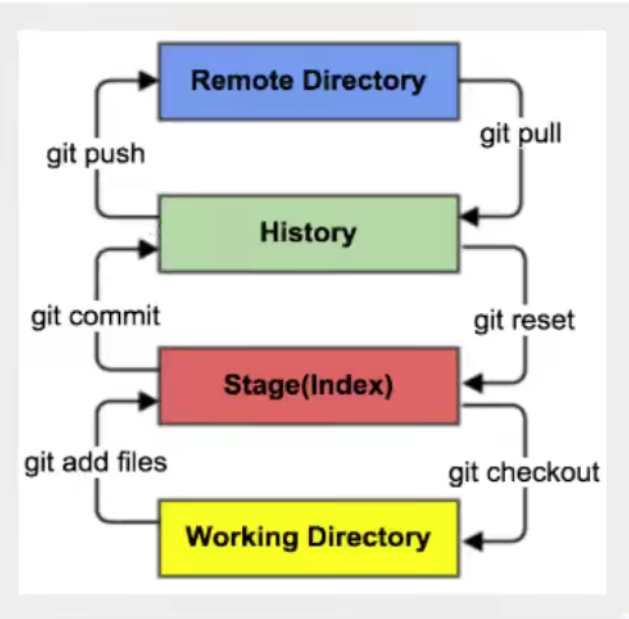 Remote Directory
git push
git pull
History
git commit
git reset
Stage(Index)
git add files
git checkout
Working Directory